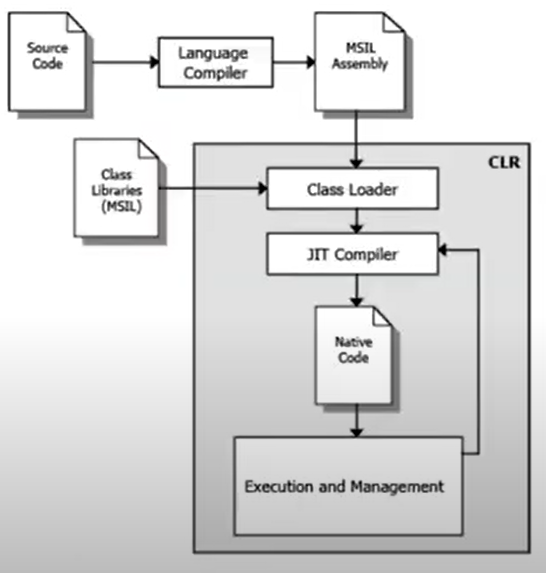 Source
Code
Language
Compiler
MSIL
Assembly
Class
Libraries
(MSIL)
CLR
Class Loader
JIT Compiler
Native
Code
Execution and Management